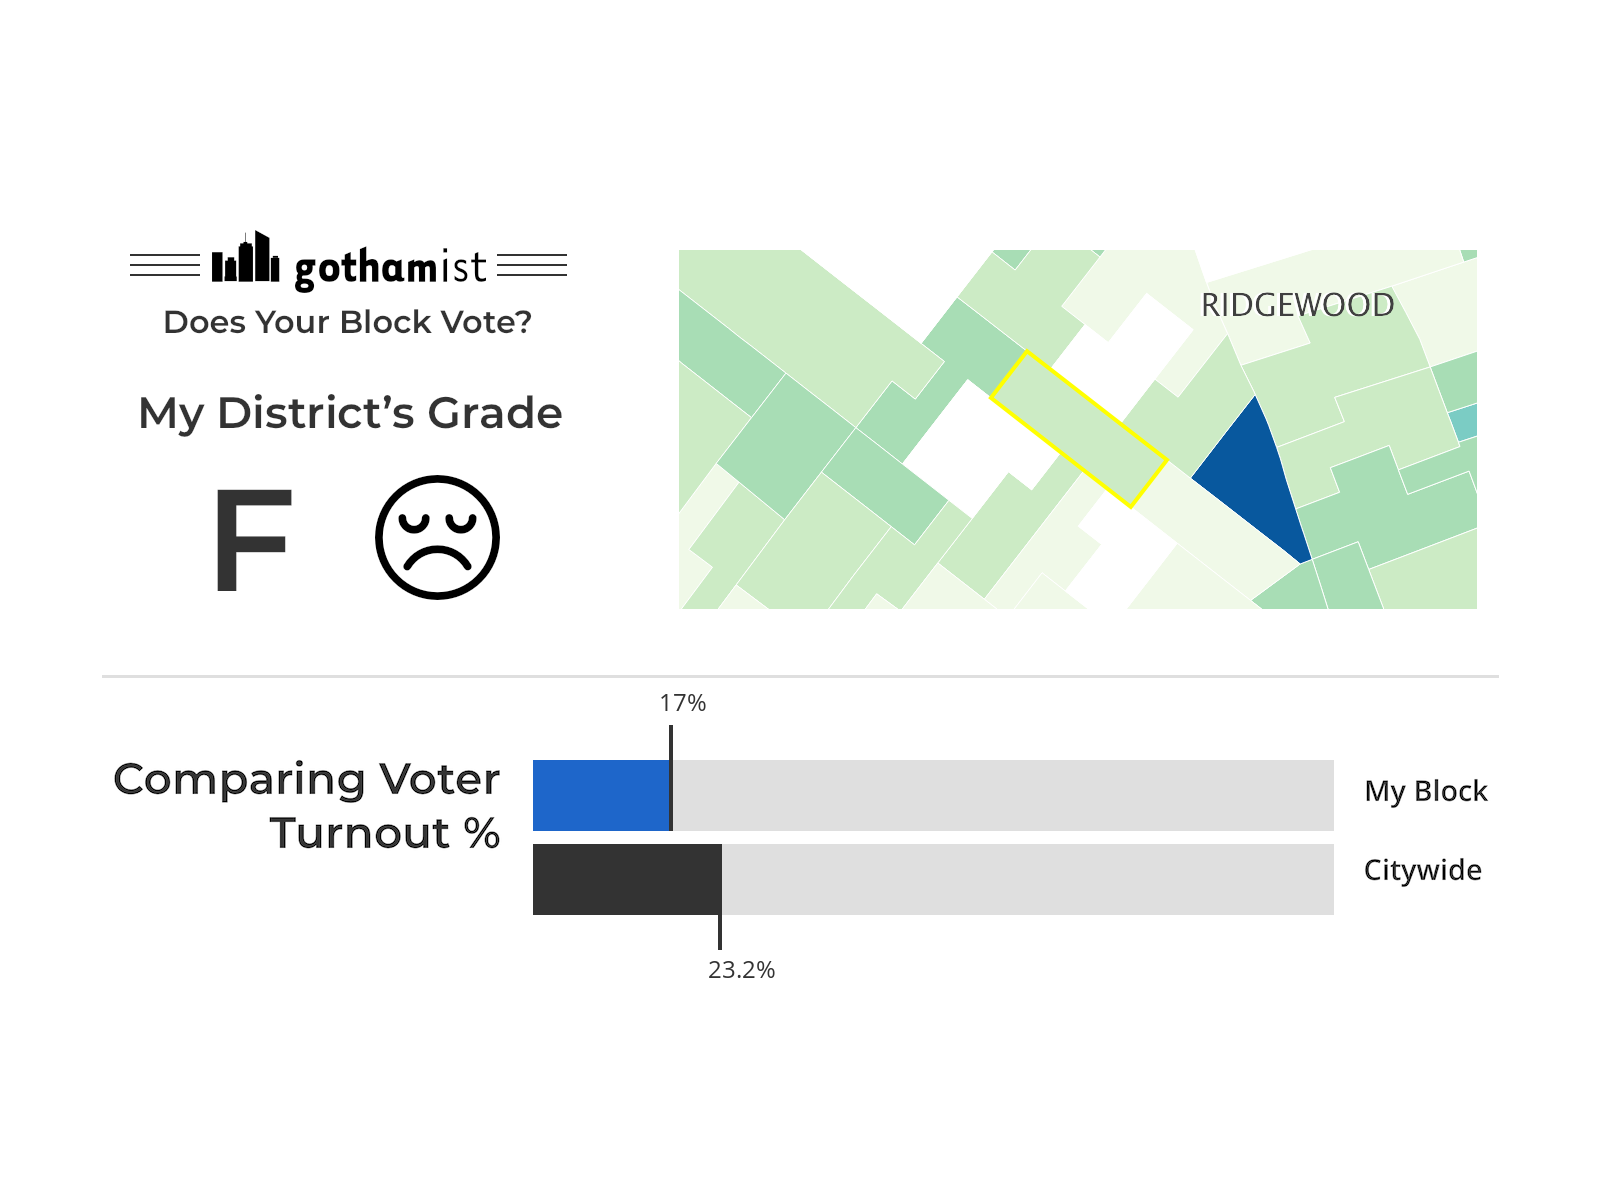 gothamist
Does Your Block Vote?
My District's Grade
F
RIDGEWOOD
17%
Comparing Voter
Turnout %
My Block
Citywide
23.2%